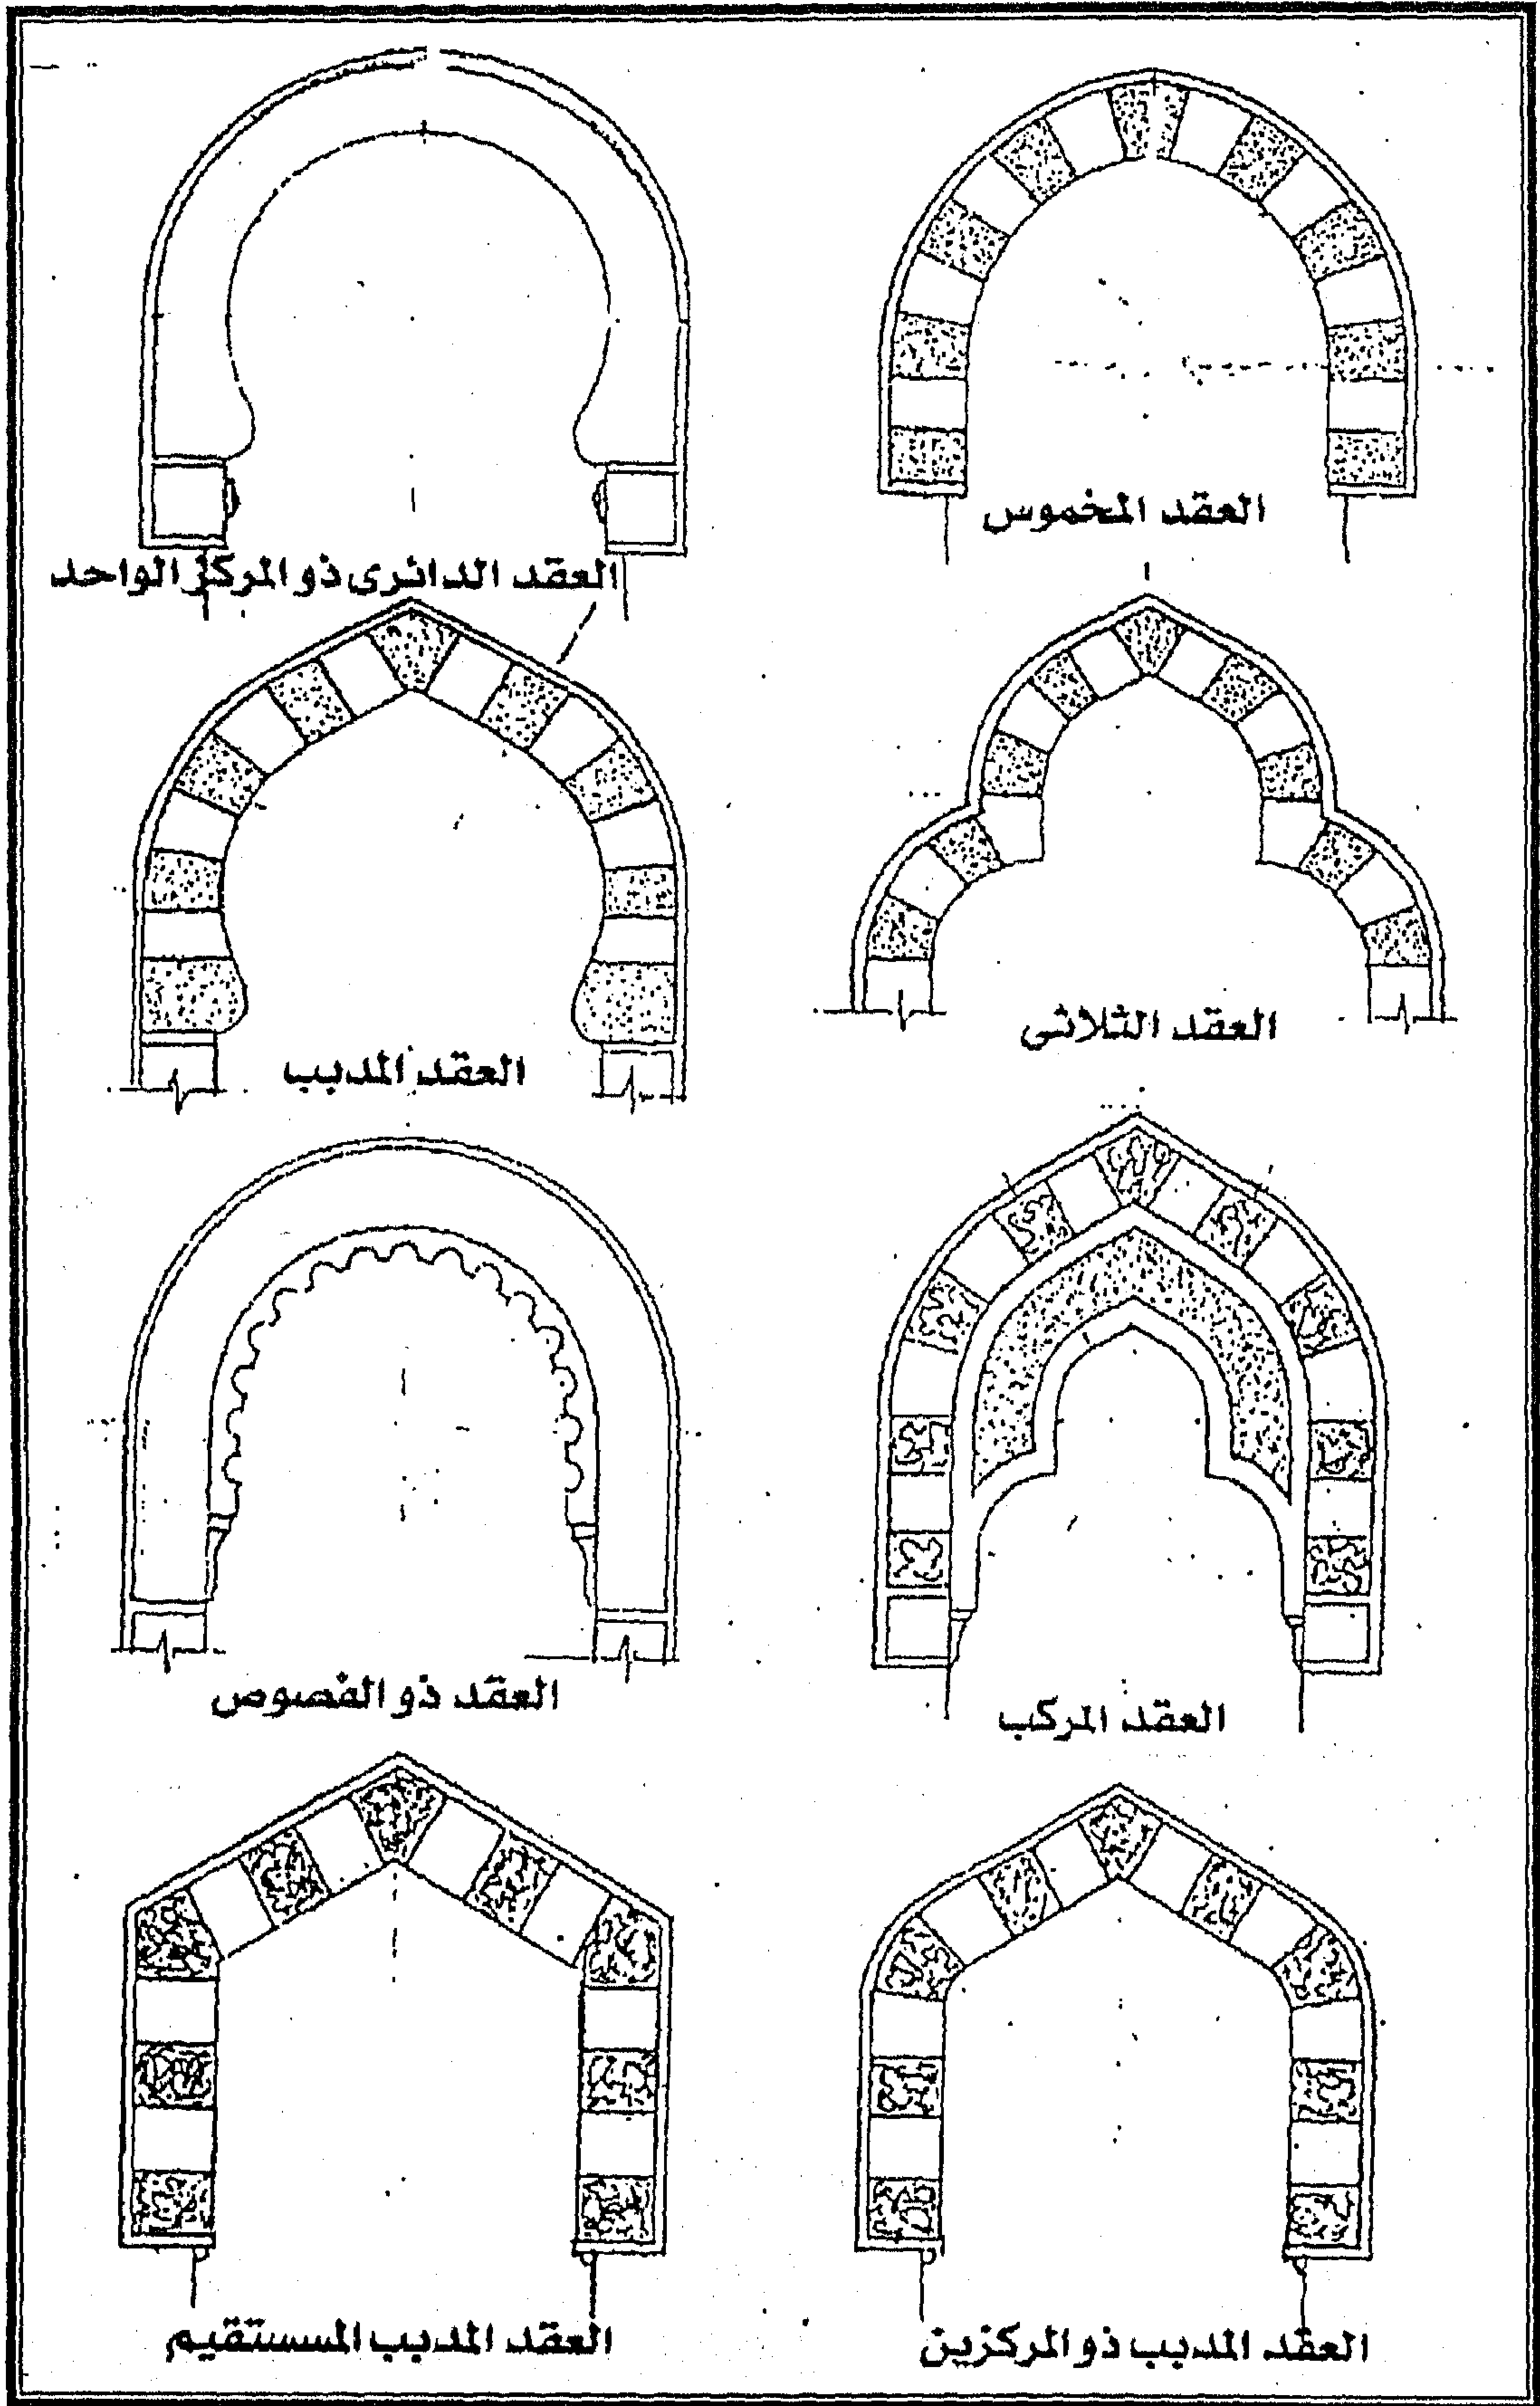 العقد المخموس
العقد الدائرى ذو المركز الواحد
العقد الثلاثى
العقد المدبب
العقد المركب
العقد ذو الفصوص
العقد المدبب ذو المركزين
العقد المدبب المسستقيم